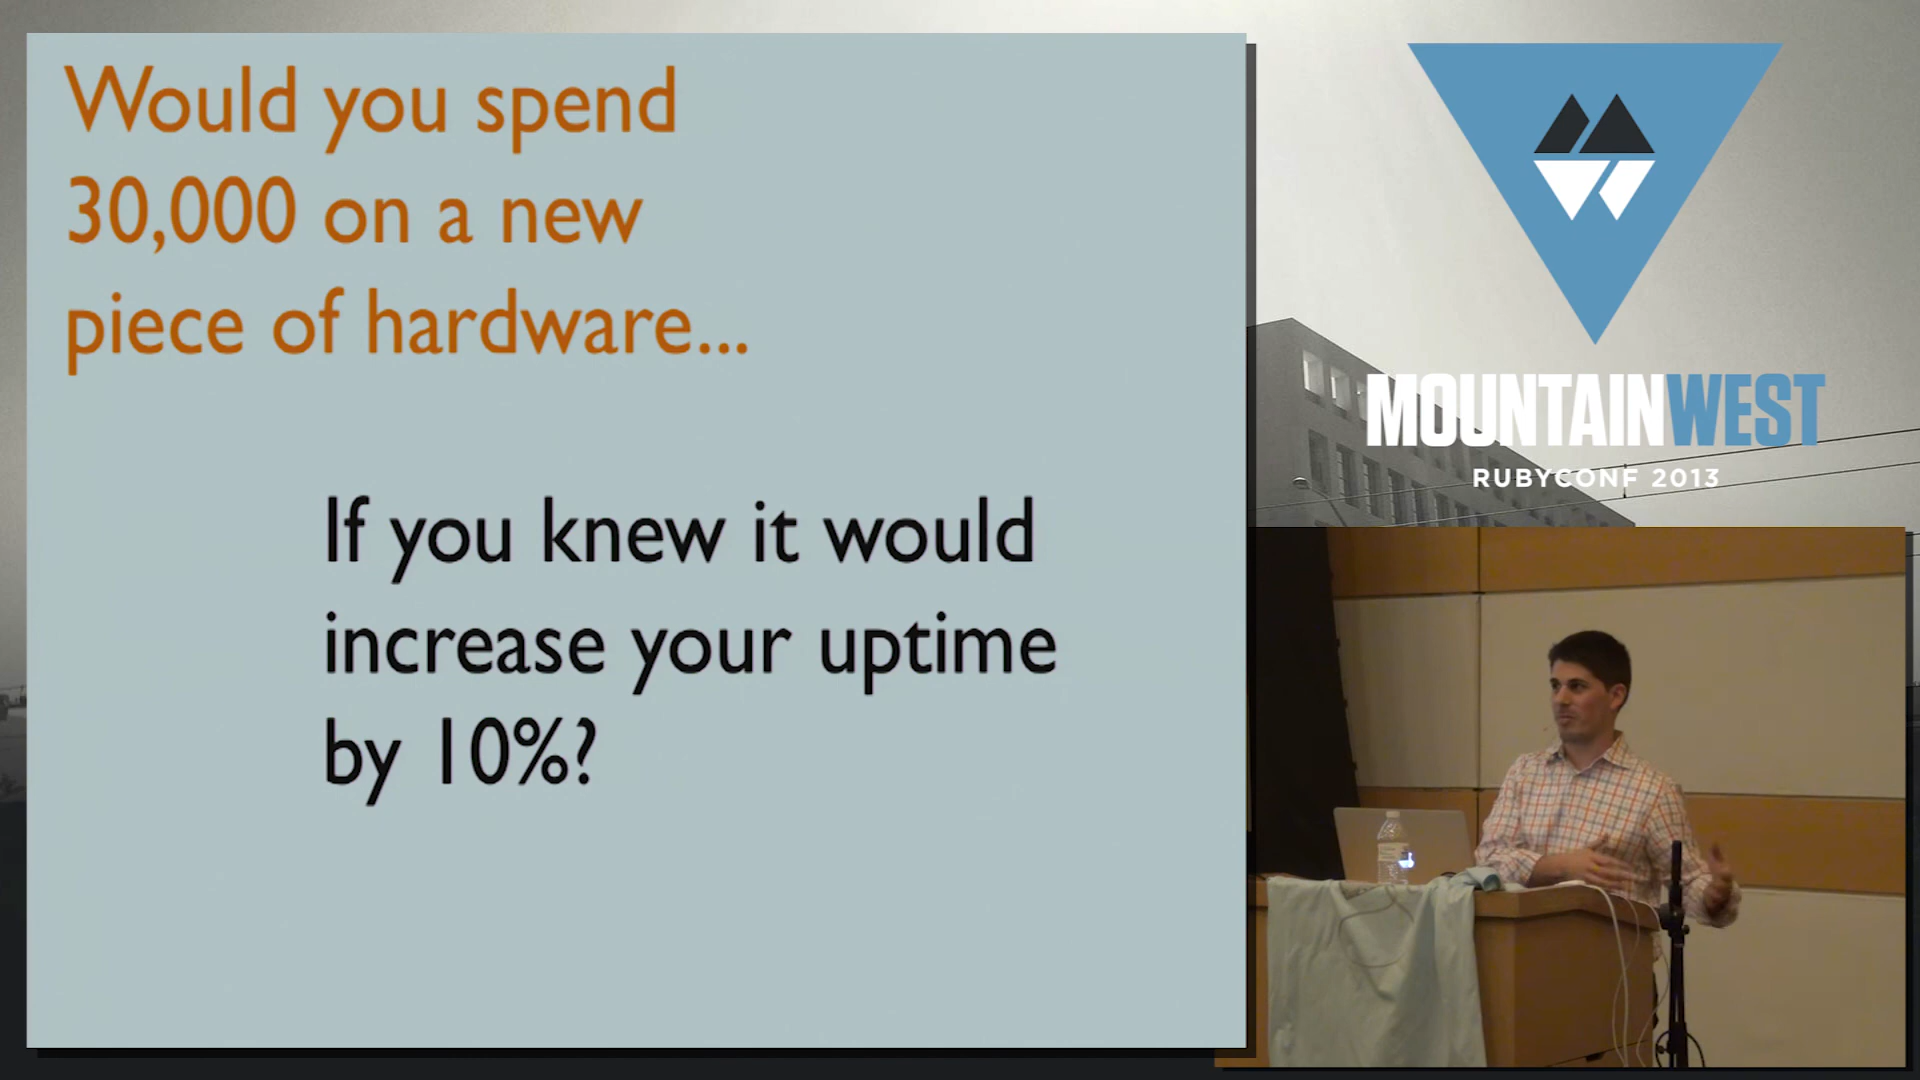 Would you spend
30,000 on a new
piece of hardware...
If you knew it would
increase your uptime
by 10%?
MOUNTAINWEST
RUBYCONF 2013